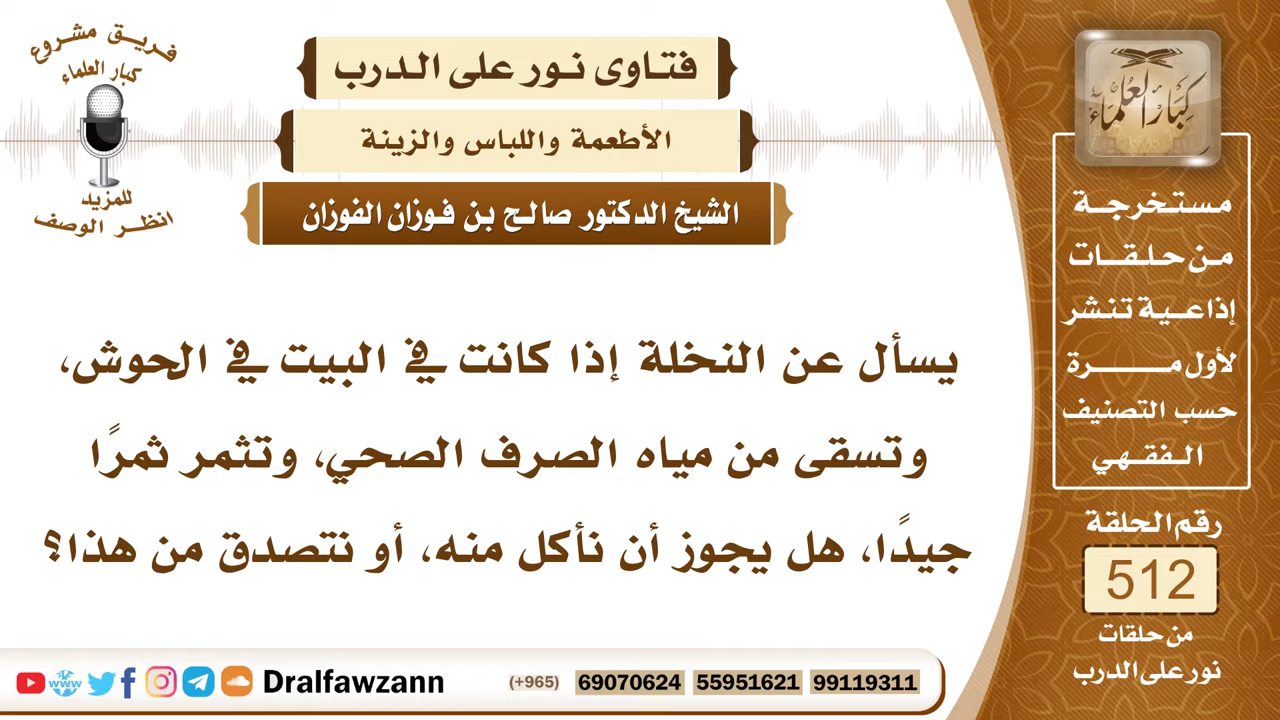 فريق مشروع
كبار العلماء
للمزيد
انظر الوصف
فتاوى نور على الدرب
الأطعمة واللباس والزينة
الشيخ الدكتور صالح بن فوزان الفوزان
يسأل عن النخلة إذا كانت في البيت في الحوش،
وتسقى من مياه الصرف الصحي، وتثمر ثمرًا
جيدًا، هل يجوز أن نأكل منه، أو نتصدق من هذا؟
كبار العلماء
مستخرجة
من حلقات
إذاعية تنشر
لأول مرة
حسب التصنيف
الفقهي
رقم الحلقة
512
من حلقات
نور على الدرب
www Dralfawzann (+965) 69070624 55951621 99119311